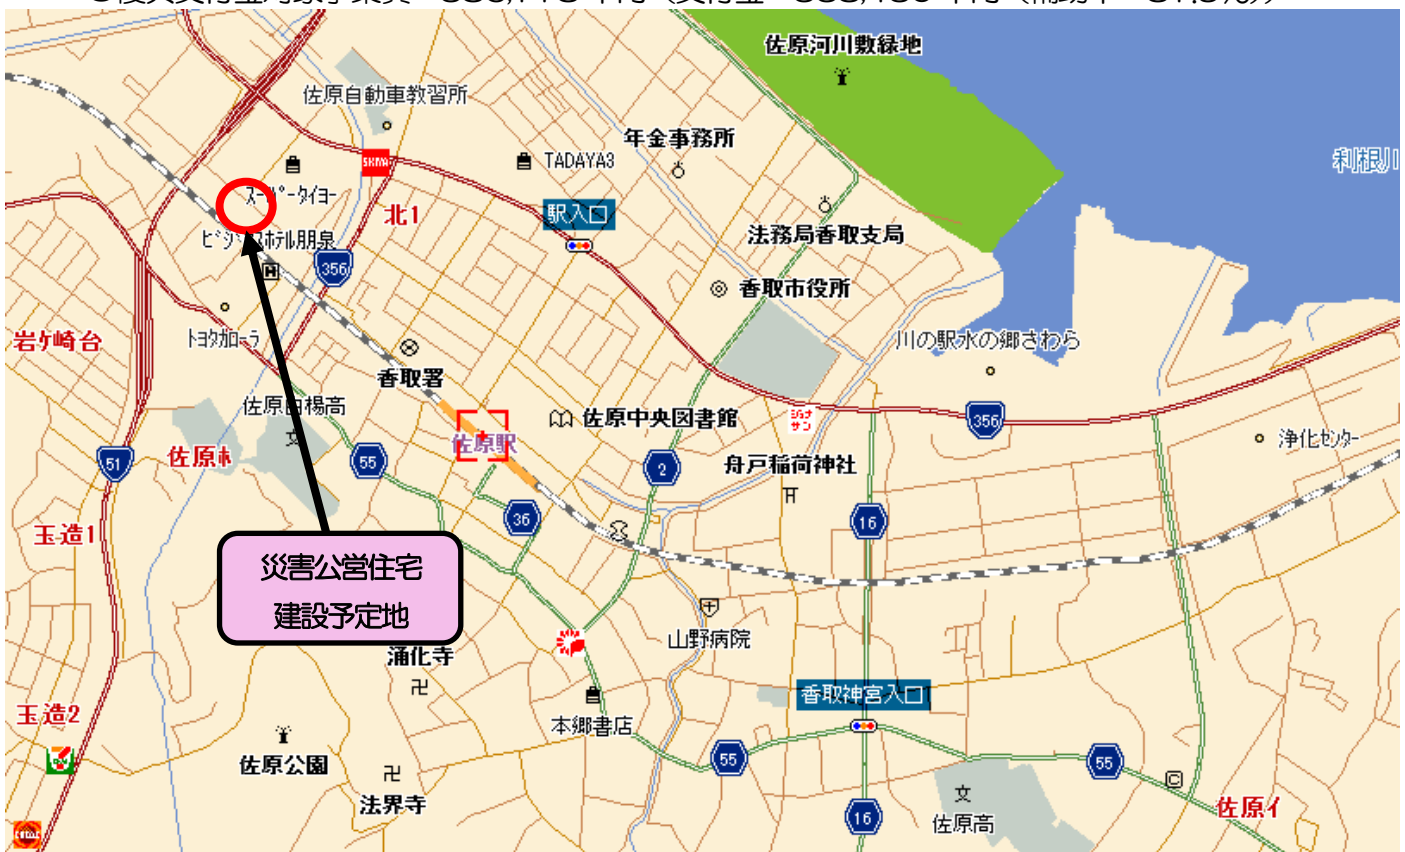 佐原河川敷緑地
佐原自動車教習所
年金事務所
利根川
TADAYA3
スーパータイヨー
北1
駅入口
法務局香取支局
356
香取市役所
岩ケ崎台
トヨタカローラ
川の駅水の郷さわら
香取署
佐原白楊高
佐原中央図書館
ジョナサン
356
浄化センター
佐原駅
51
佐原ホ
55
2
舟戸稲荷神社
36
16
玉造1
災害公営住宅
建設予定地
山野病院
涌化寺
香取神宮入口
玉造2
本郷書店
佐原公園
55
55
法界寺
16
佐原高
佐原イ